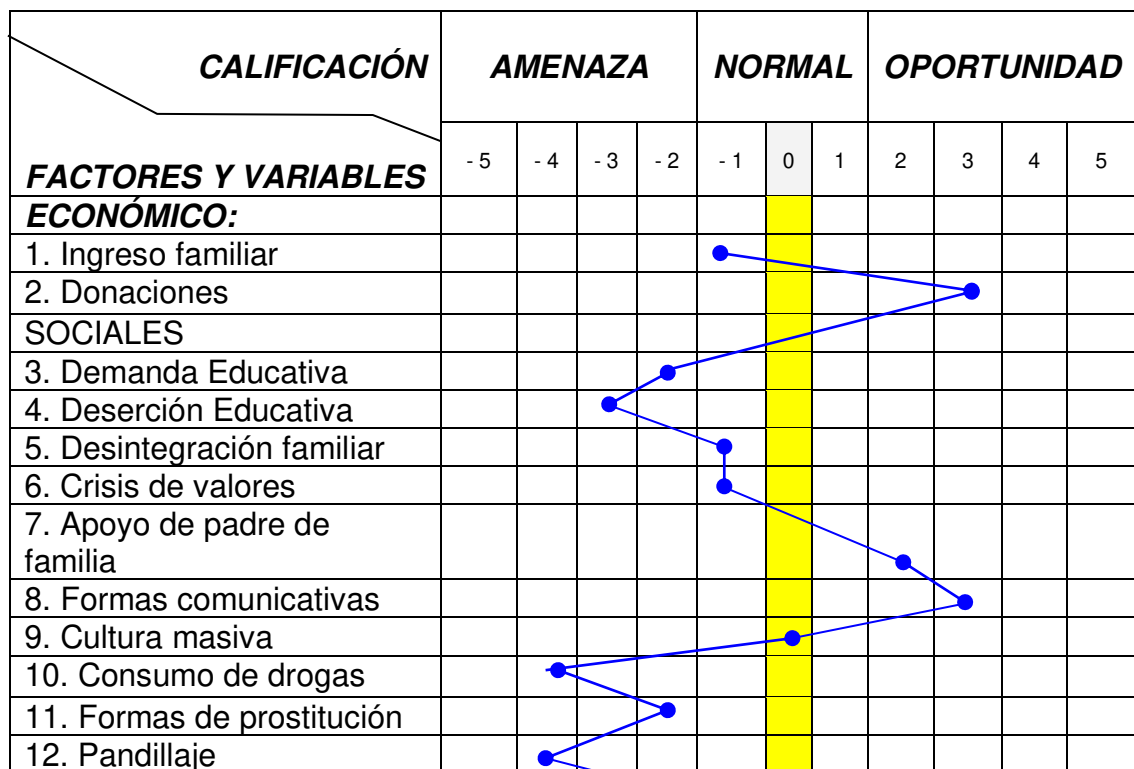 CALIFICACIÓN AMENAZA NORMAL OPORTUNIDAD
FACTORES Y VARIABLES - 5 - 4 - 3 - 2 - 1 0 1 2 3 4 5
ECONÓMICO:
1. Ingreso familiar
2. Donaciones
SOCIALES
3. Demanda Educativa
4. Deserción Educativa
5. Desintegración familiar
6. Crisis de valores
7. Apoyo de padre de
familia
8. Formas comunicativas
9. Cultura masiva
10. Consumo de drogas
11. Formas de prostitución
12. Pandillaje